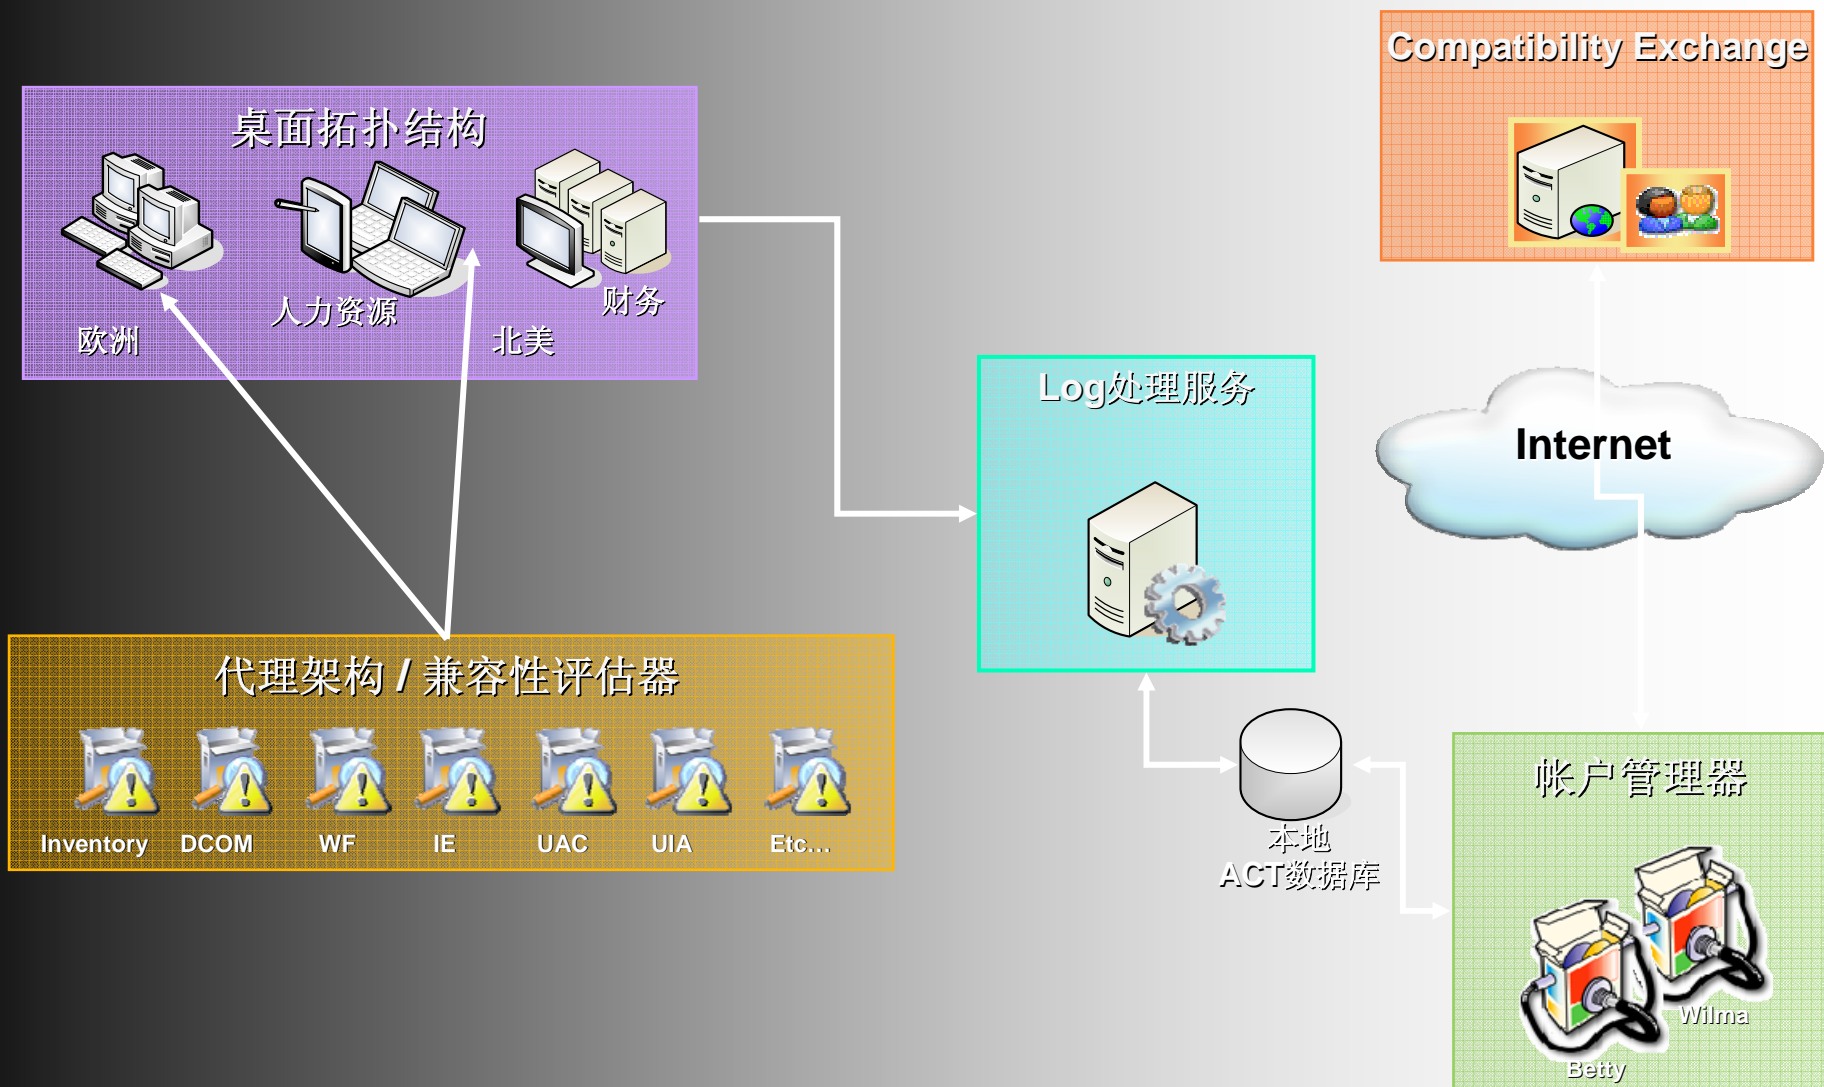 Compatibility Exchange
桌面拓扑结构
欧洲
人力资源
北美
财务
Log处理服务
Internet
代理架构 / 兼容性评估器
Inventory
DCOM
WF
IE
UAC
UIA
Etc...
本地
ACT数据库
帐户管理器
Wilma
Betty